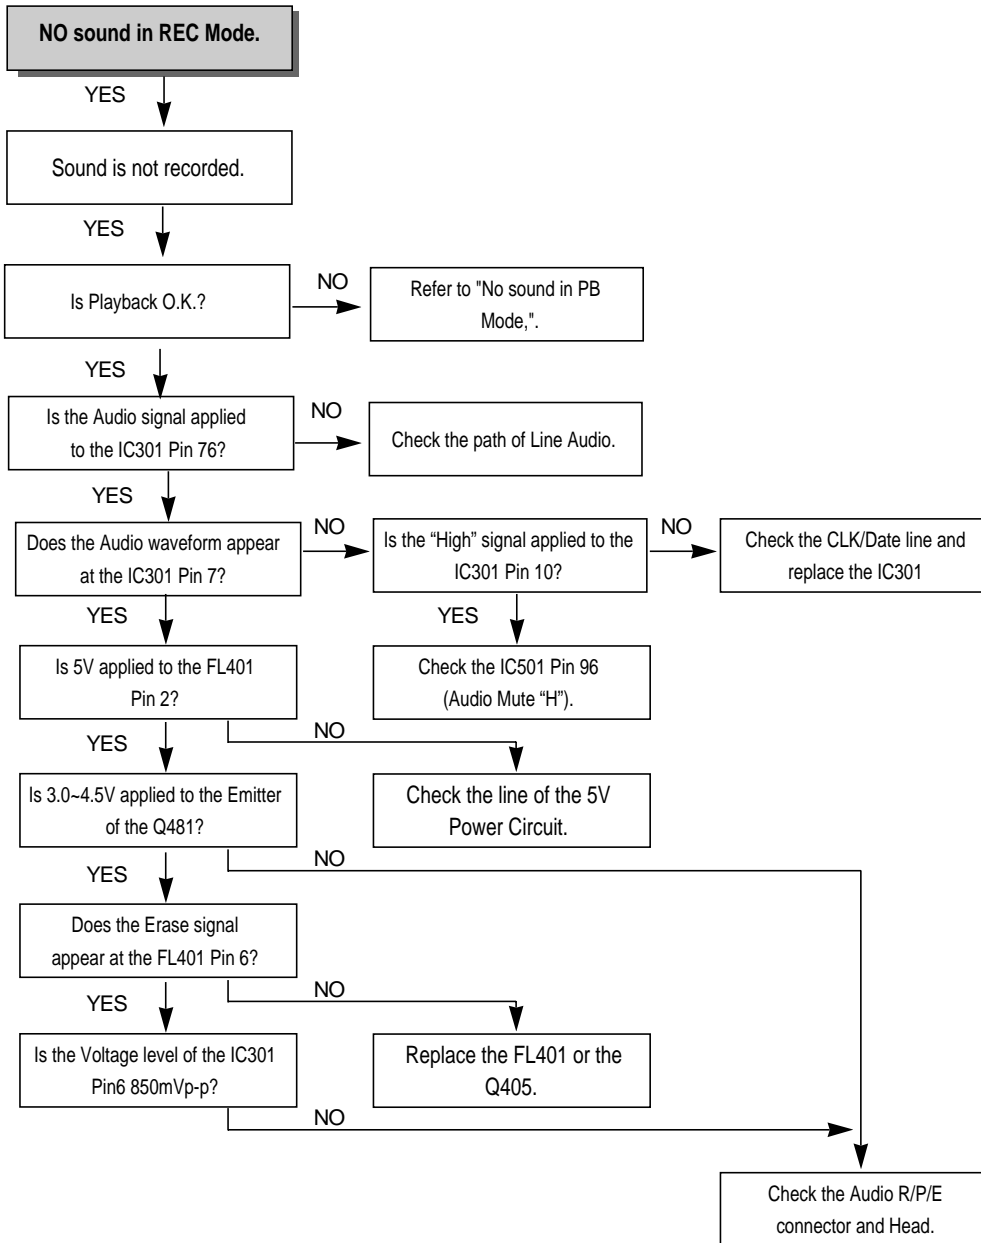 NO sound in REC Mode.
YES
Sound is not recorded.
YES
Is Playback O.K.?
NO
Refer to "No sound in PB
Mode,".
YES
Is the Audio signal applied
to the IC301 Pin 76?
NO
Check the path of Line Audio.
YES
Does the Audio waveform appear
at the IC301 Pin 7?
NO
Is the “High” signal applied to the
IC301 Pin 10?
NO
Check the CLK/Date line and
replace the IC301
YES
YES
Is 5V applied to the FL401
Pin 2?
Check the IC501 Pin 96
(Audio Mute “H”).
YES
NO
Is 3.0~4.5V applied to the Emitter
of the Q481?
Check the line of the 5V
Power Circuit.
YES
NO
Does the Erase signal
appear at the FL401 Pin 6?
YES
NO
Is the Voltage level of the IC301
Pin6 850mVp-p?
Replace the FL401 or the
Q405.
NO
Check the Audio R/P/E
connector and Head.